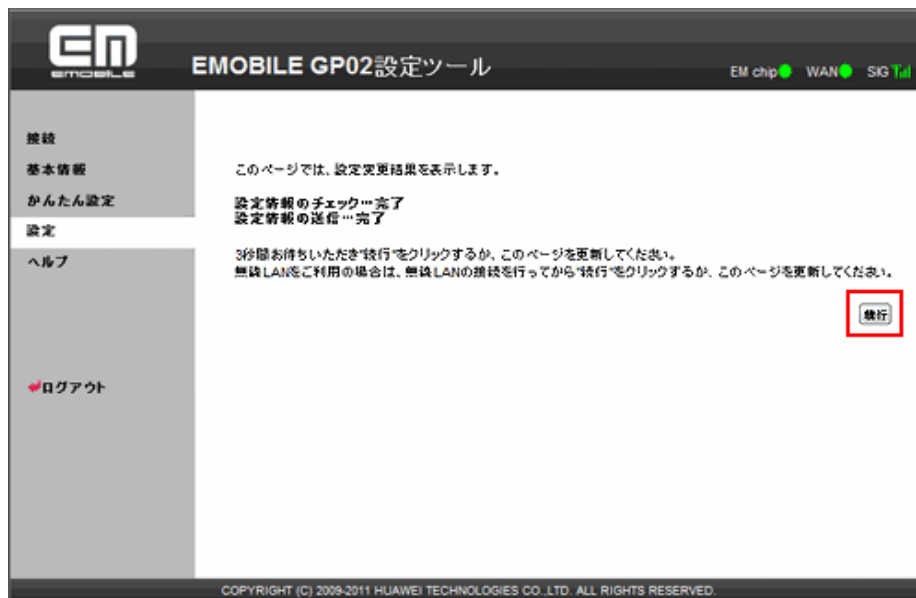 EM
EMOBILE
EMOBILE GP02設定ツール
EM chip WAN SIG
接続
基本情報
かんたん設定
設定
ヘルプ
ログアウト
このページでは、設定変更結果を表示します。
設定情報のチェック…完了
設定情報の送信…完了
3秒間お待ちいただき"続行"をクリックするか、このページを更新してください。
無線LANをご利用の場合は、無線LANの接続を行ってから"続行"をクリックするか、このページを更新してください。
続行
COPYRIGHT (C) 2009-2011 HUAWEI TECHNOLOGIES CO.,LTD. ALL RIGHTS RESERVED.